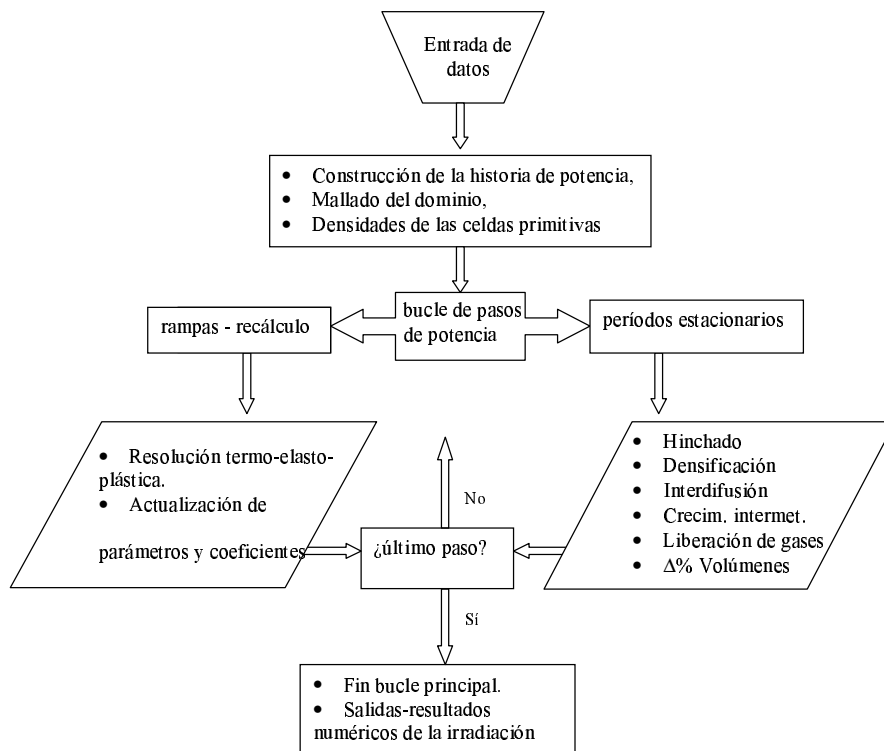 Entrada de
datos
• Construcción de la historia de potencia,
• Mallado del dominio,
• Densidades de las celdas primitivas
rampas - recálculo
bucle de pasos
de potencia
períodos estacionarios
• Resolución termo-elasto-
plástica.
• Actualización de
parámetros y coeficientes
No
¿último paso?
Sí
• Hinchado
• Densificación
• Interdifusión
• Crecim. intermet.
• Liberación de gases
• Δ% Volúmenes
• Fin bucle principal.
• Salidas-resultados
numéricos de la irradiación